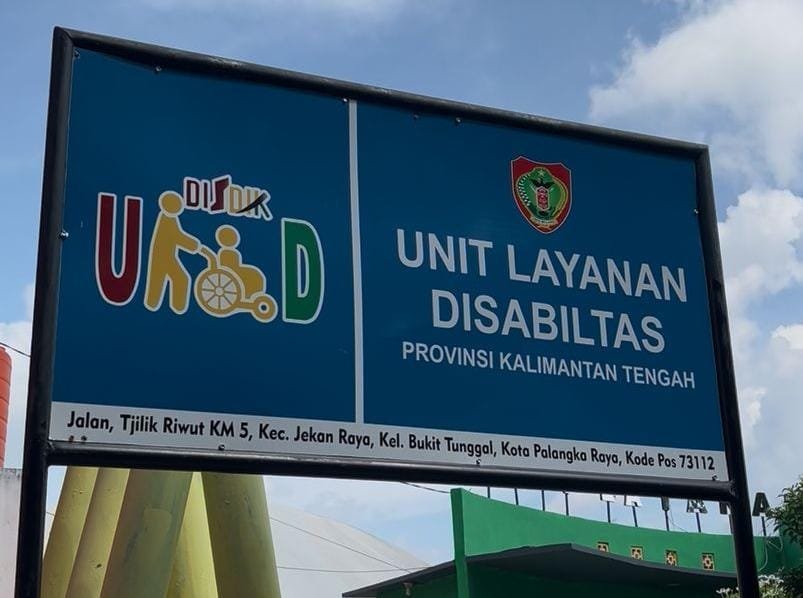 DISDIK
U D
UNIT LAYANAN
DISABILTAS
PROVINSI KALIMANTAN TENGAH
Jalan, Tjilik Riwut KM 5, Kec. Jekan Raya, Kel. Bukit Tunggal, Kota Palangka Raya, Kode Pos 73112